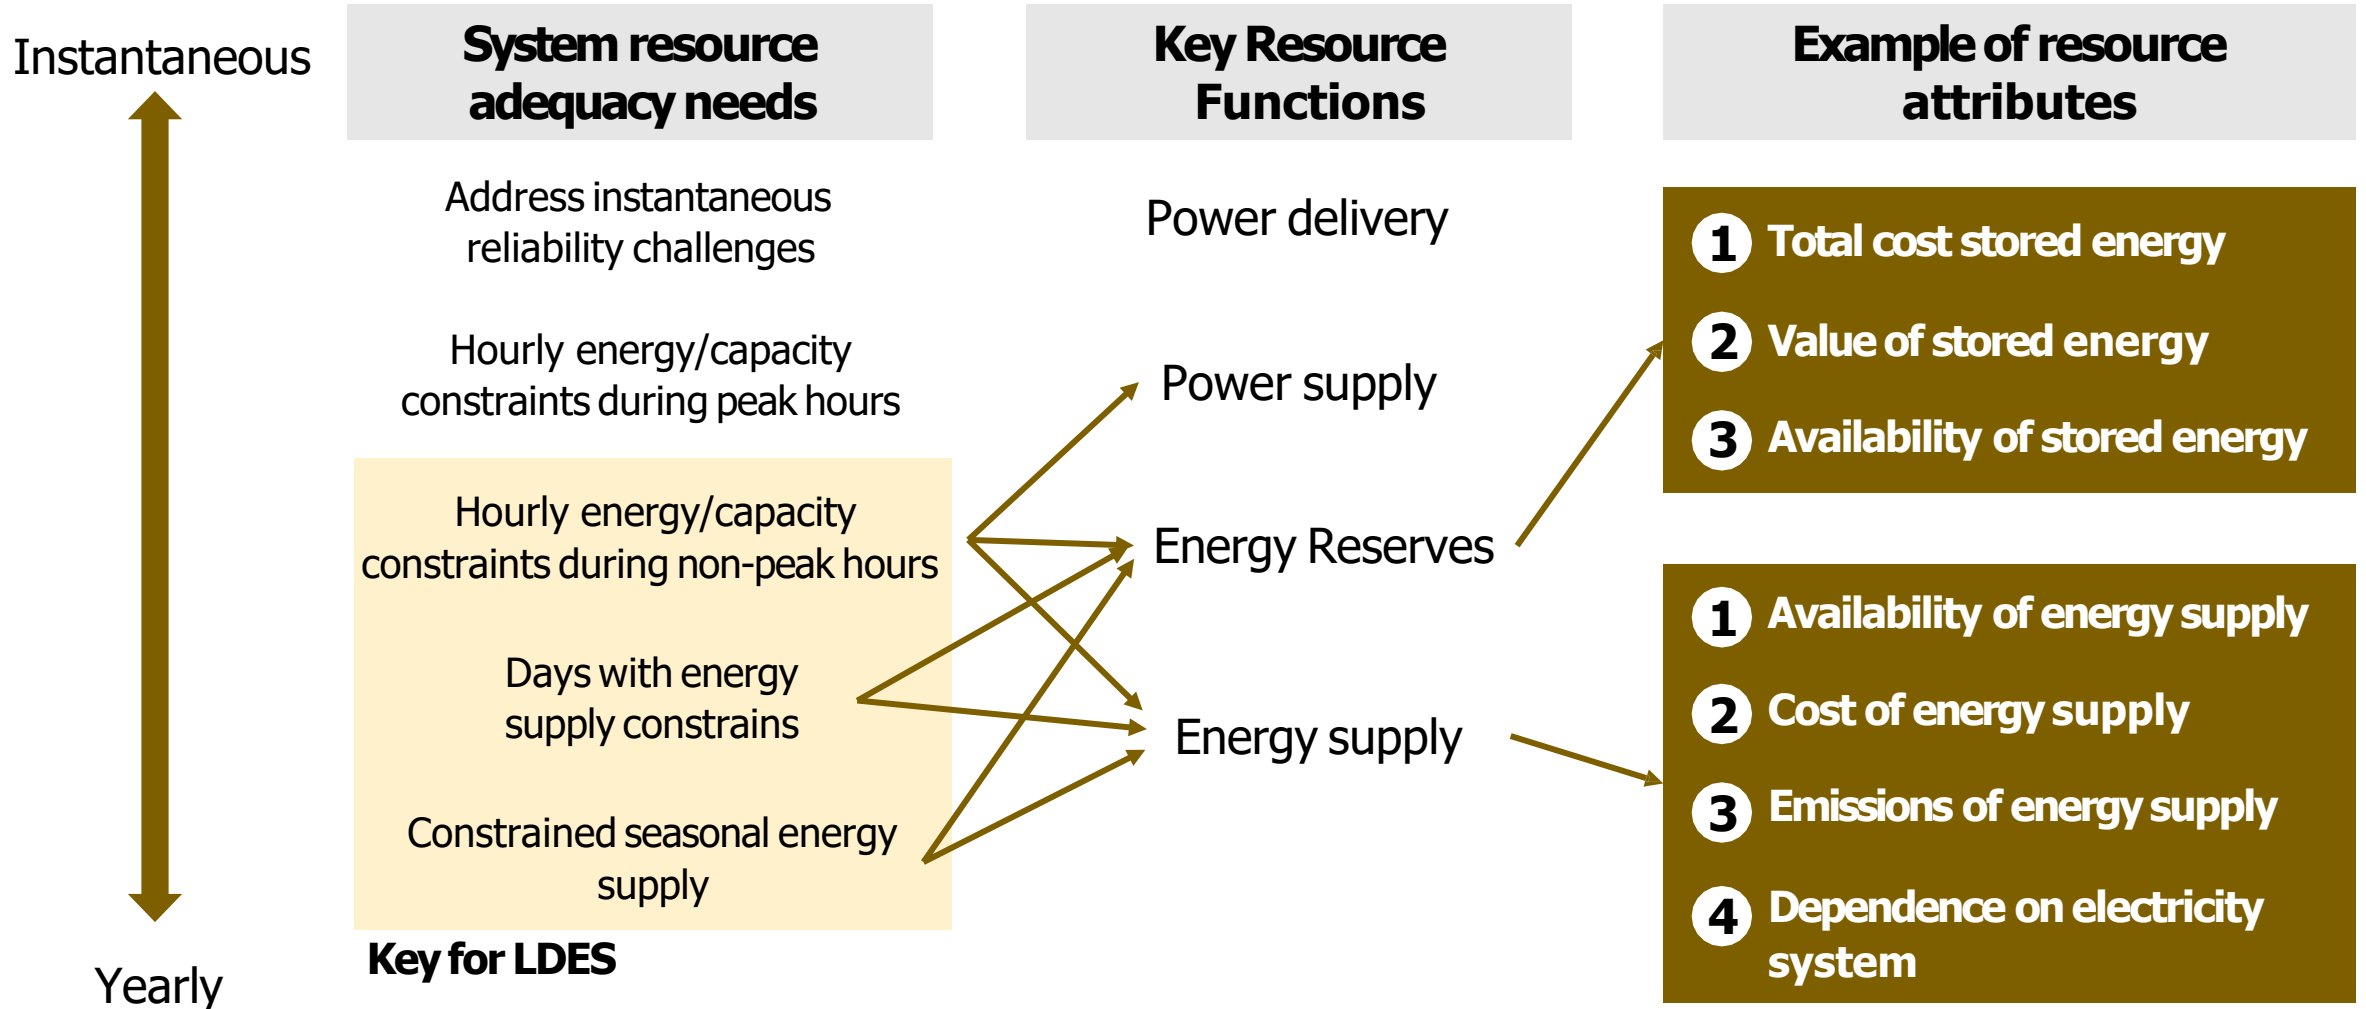 Instantaneous
System resource
adequacy needs
Key Resource
Functions
Example of resource
attributes
Address instantaneous
reliability challenges
Power delivery
Hourly energy/capacity
constraints during peak hours
Power supply
Hourly energy/capacity
constraints during non-peak hours
Energy Reserves
Days with energy
supply constrains
Energy supply
Constrained seasonal energy
supply
Key for LDES
Yearly
1 Total cost stored energy
2 Value of stored energy
3 Availability of stored energy
1 Availability of energy supply
2 Cost of energy supply
3 Emissions of energy supply
4 Dependence on electricity
system